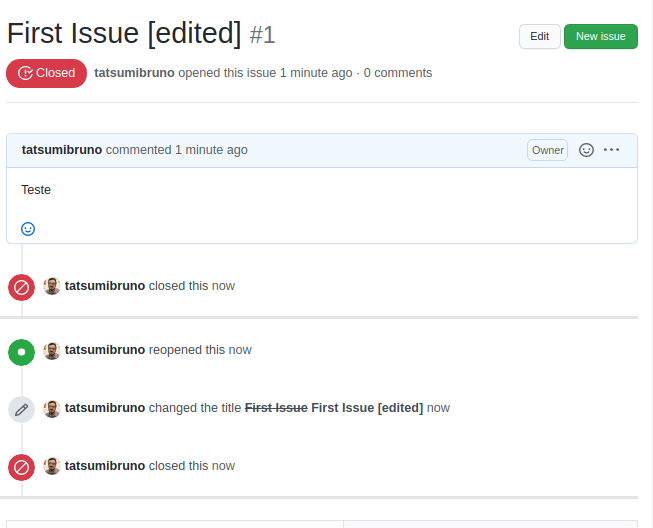 First Issue [edited] #1
Edit
New issue
Closed
tatsumibruno opened this issue 1 minute ago · 0 comments
tatsumibruno commented 1 minute ago
Owner
Teste
tatsumibruno closed this now
tatsumibruno reopened this now
tatsumibruno changed the title First Issue First Issue [edited] now
tatsumibruno closed this now